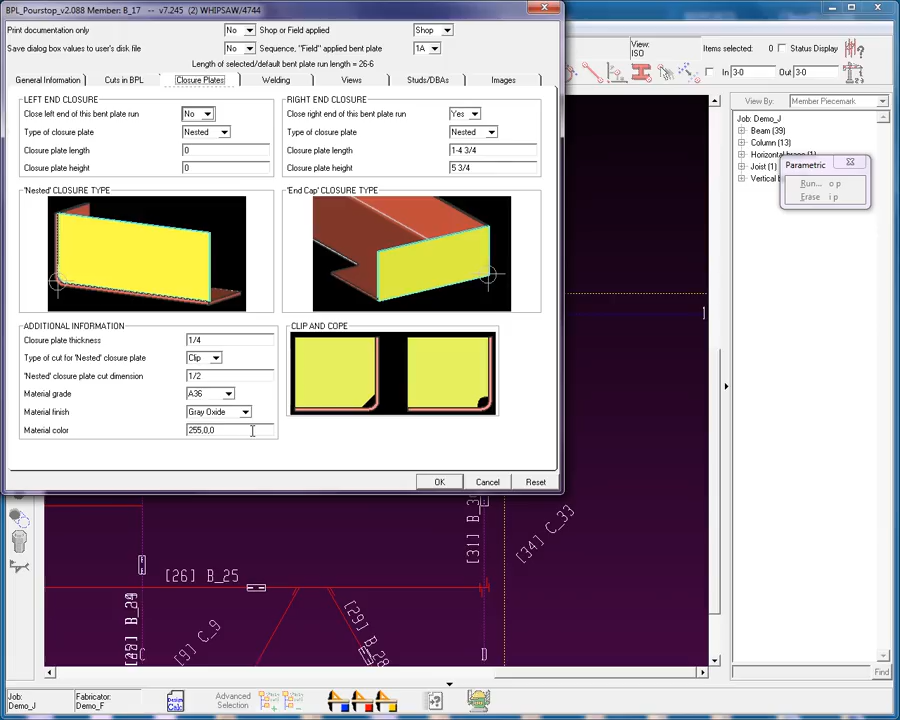 BPL_Pourstop_v2.088 Member: B_17 -- v7.245 (2) WHIPSAW/4744
Print documentation only No Shop or Field applied Shop
Save dialog box values to user's disk file No Sequence, "Field" applied bent plate 1A
Length of selected/default bent plate run length = 26-6
General Information Cuts in BPL Closure Plates Welding Views Studs/DBAs Images
LEFT END CLOSURE
Close left end of this bent plate run No
Type of closure plate Nested
Closure plate length 0
Closure plate height 0
RIGHT END CLOSURE
Close right end of this bent plate run Yes
Type of closure plate Nested
Closure plate length 1-4 3/4
Closure plate height 5 3/4
'Nested' CLOSURE TYPE
'End Cap' CLOSURE TYPE
ADDITIONAL INFORMATION
Closure plate thickness 1/4
Type of cut for 'Nested' closure plate Clip
'Nested' closure plate cut dimension 1/2
Material grade A36
Material finish Gray Oxide
Material color 255,0,0
CLIP AND COPE
OK Cancel Reset
View:
ISO
Items selected: 0 Status Display
In 3-0 Out 3-0
View By: Member Piecemark
Job: Demo_J
Beam (39)
Column (13)
Horizontal brace (1)
Joist (1)
Vertical b
Parametric
Run... o p
Erase i p
[26] B_25
[31] B_3
[34] C_33
[29] B_28
[9] C_9
C
D
Find
Job:
Demo_J
Fabricator:
Demo_F
Design
Calc
Advanced
Selection